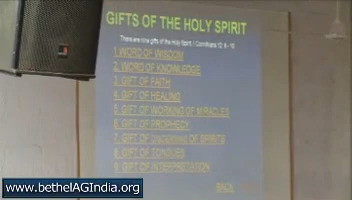 GIFTS OF THE HOLY SPIRIT
There are nine gifts of the Holy Spirit 1 Corinthians 12: 8 - 10
1 WORD OF WISDOM
2. WORD OF KNOWLEDGE
3. GIFT OF FAITH
4. GIFT OF HEALING
5. GIFT OF WORKING OF MIRACLES
6. GIFT OF PROPHECY
7. GIFT OF Discernment OF SPIRITS
8. GIFT OF TONGUES
9. GIFT OF INTERPRETATION
BACK
www.bethelAGIndia.org